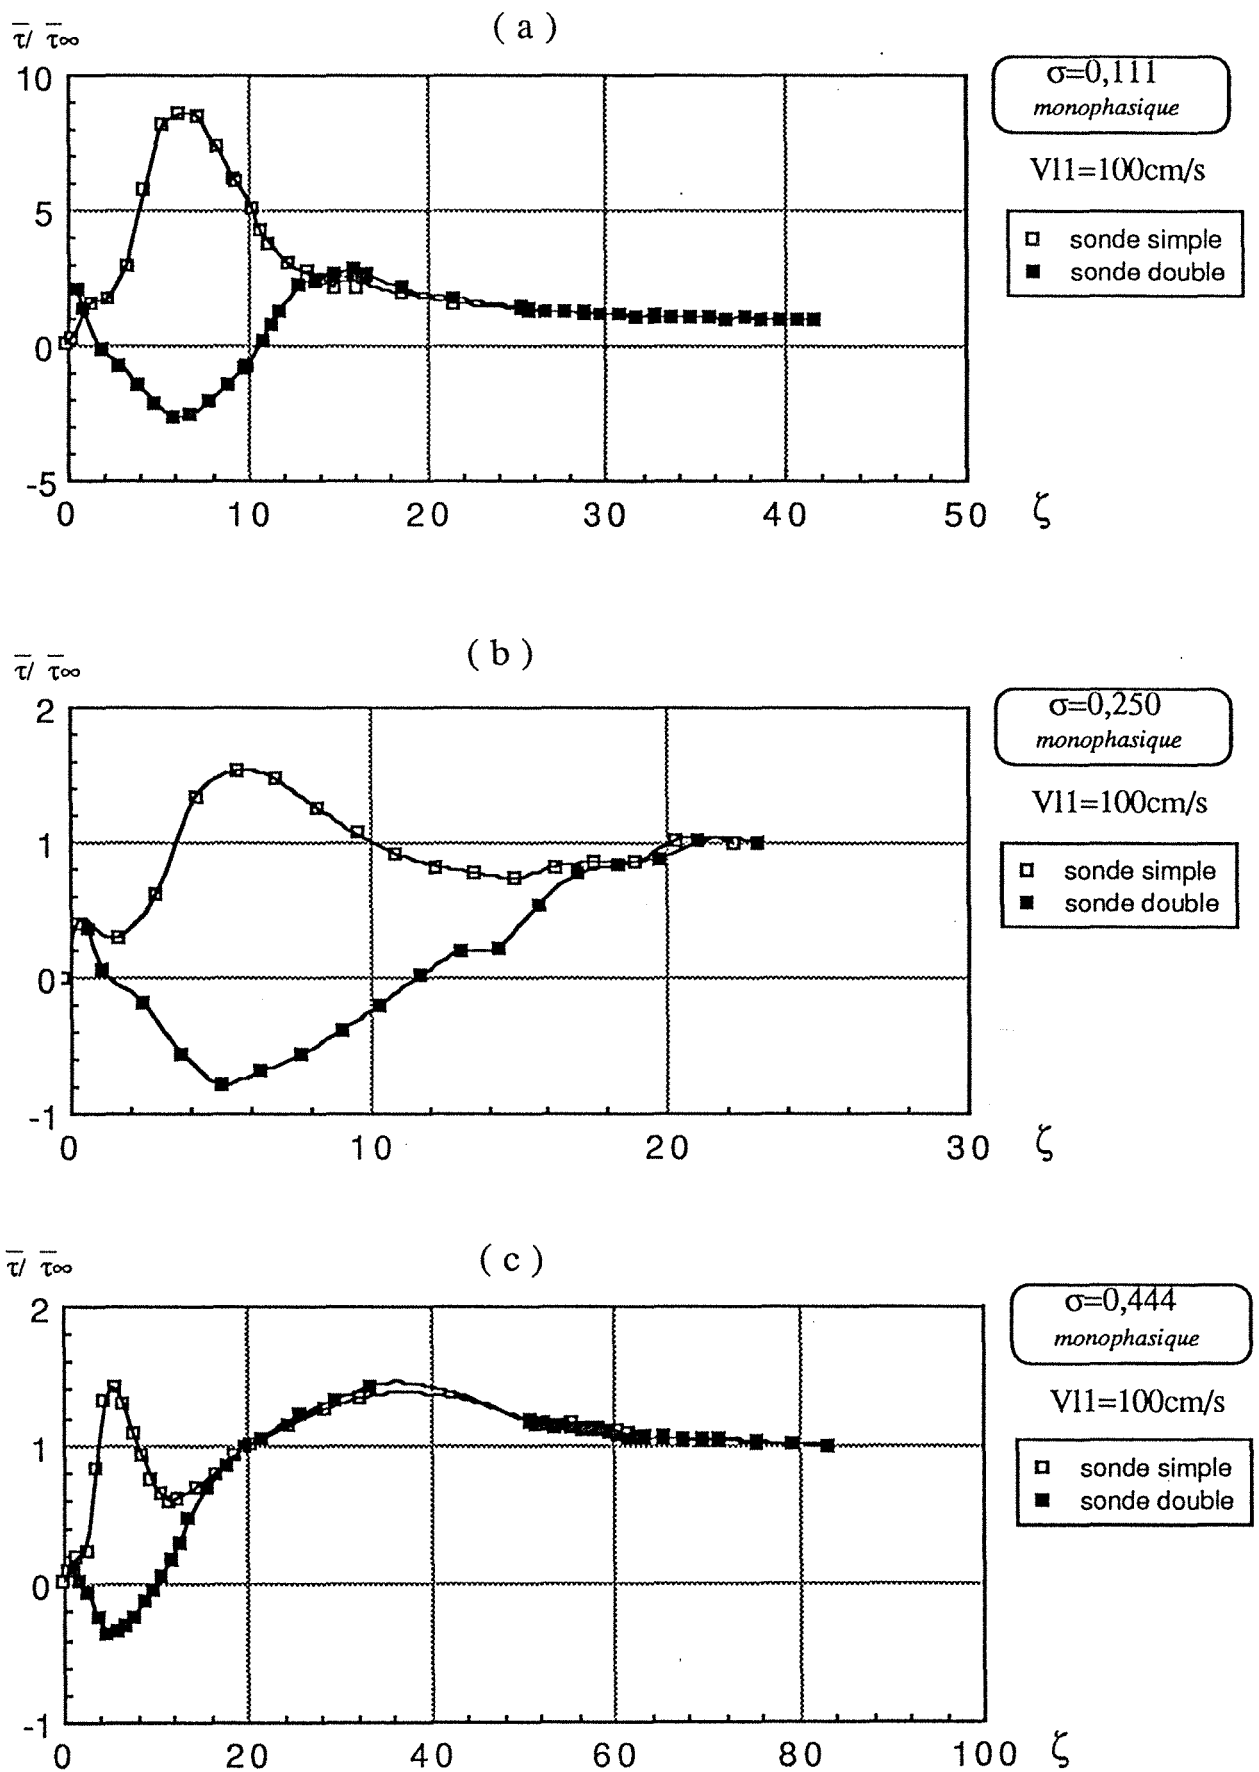 ( a )
τ̅/ τ̅∞
10
5
0
-5
0 10 20 30 40 50 ζ
σ=0,111
monophasique
Vl1=100cm/s
sonde simple
sonde double
( b )
τ̅/ τ̅∞
2
1
0
-1
0 10 20 30 ζ
σ=0,250
monophasique
Vl1=100cm/s
sonde simple
sonde double
( c )
τ̅/ τ̅∞
2
1
0
-1
0 20 40 60 80 100 ζ
σ=0,444
monophasique
Vl1=100cm/s
sonde simple
sonde double